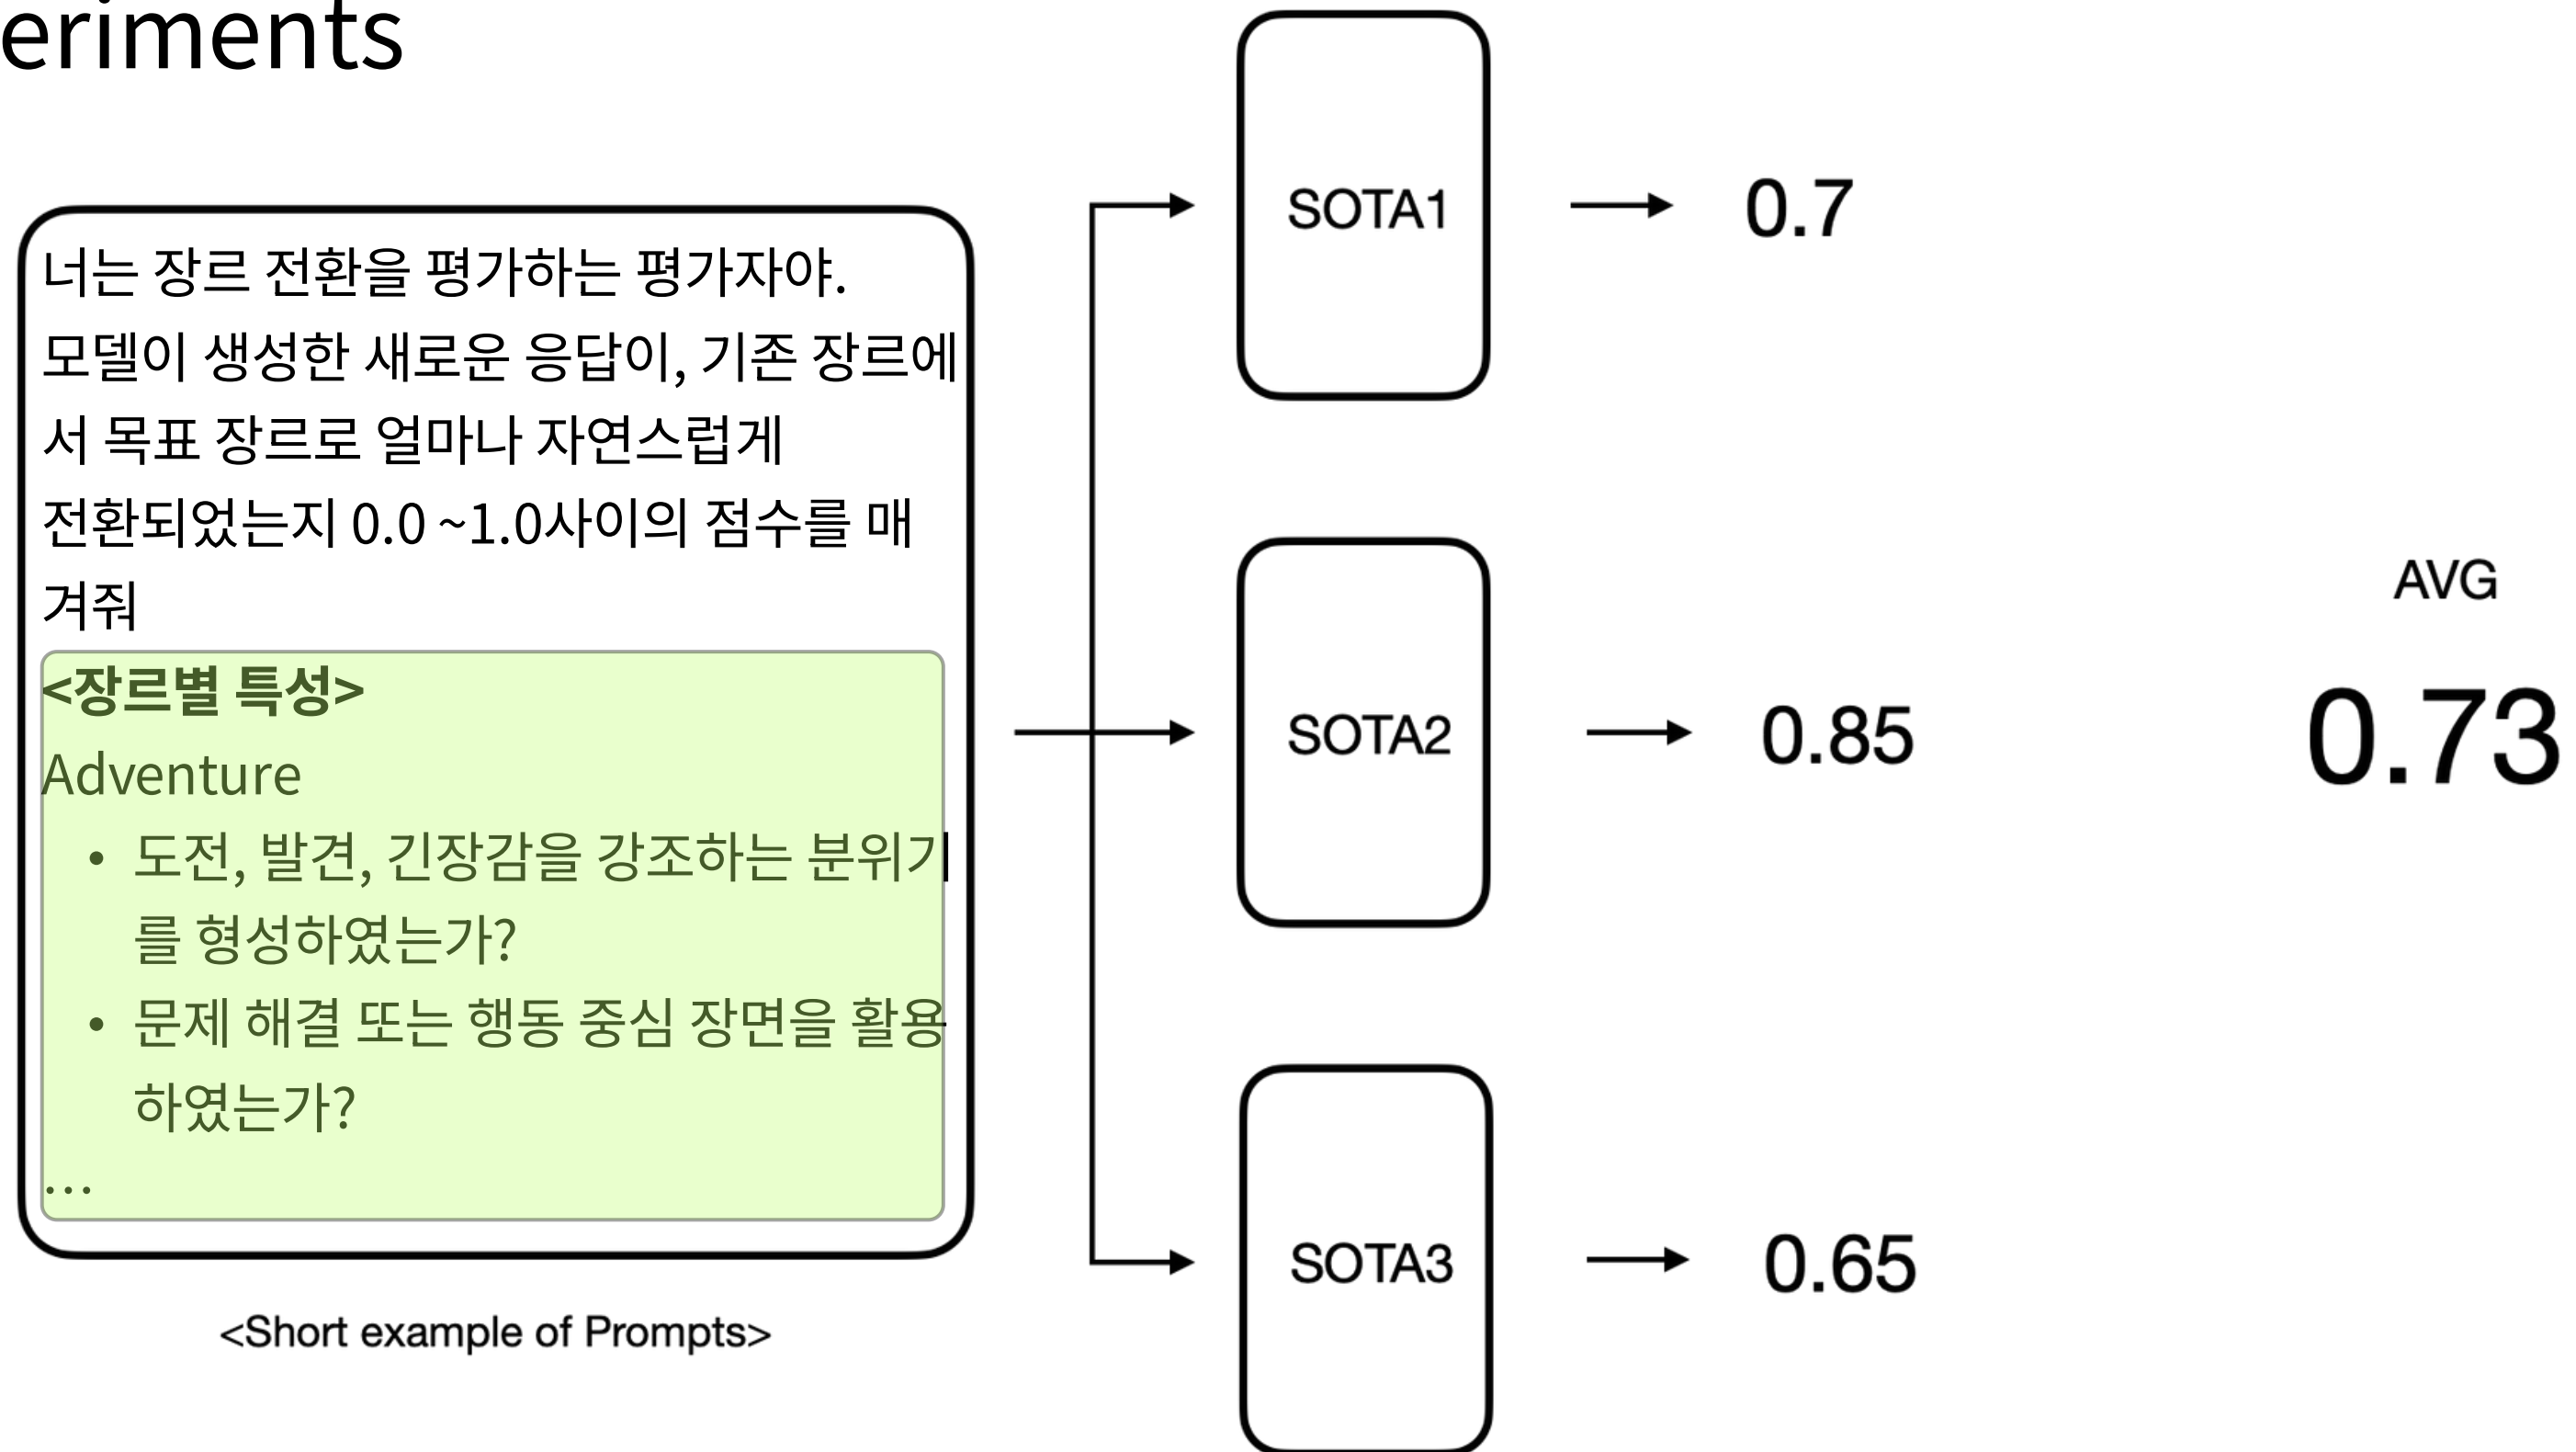 eriments
너는 장르 전환을 평가하는 평가자야.
모델이 생성한 새로운 응답이, 기존 장르에
서 목표 장르로 얼마나 자연스럽게
전환되었는지 0.0 ~1.0사이의 점수를 매
겨줘
<장르별 특성>
Adventure
• 도전, 발견, 긴장감을 강조하는 분위기
를 형성하였는가?
• 문제 해결 또는 행동 중심 장면을 활용
하였는가?
...
<Short example of Prompts>
SOTA1
0.7
SOTA2
0.85
SOTA3
0.65
AVG
0.73